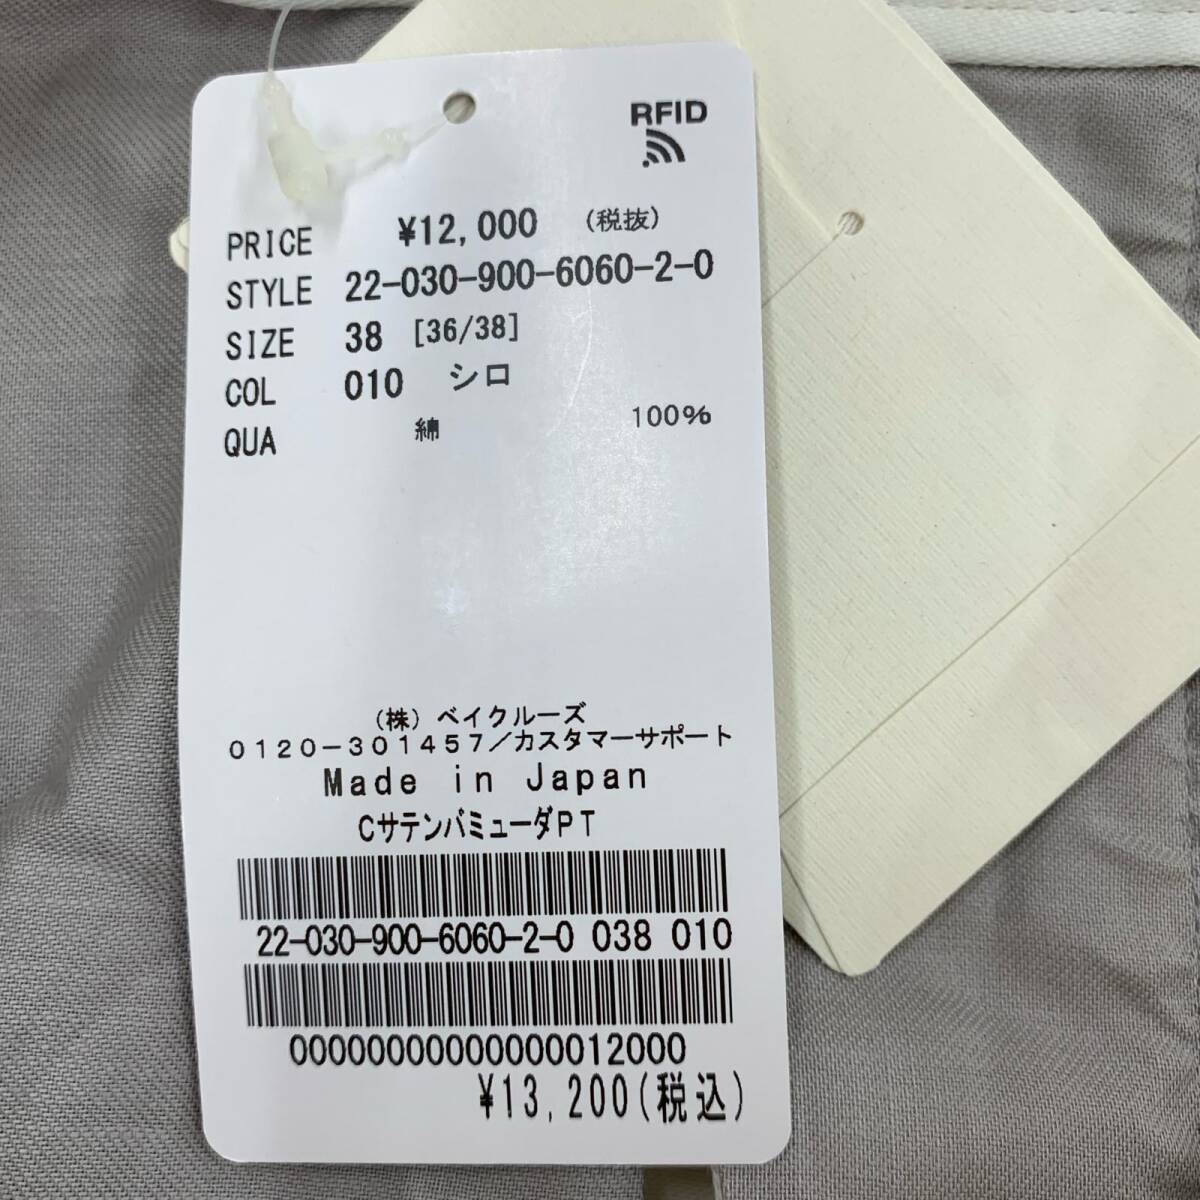 RFID
PRICE ¥12,000 (税抜)
STYLE 22-030-900-6060-2-0
SIZE 38 [36/38]
COL 010 シロ
QUA 綿 100%
(株)ベイクルーズ
0120-301457/カスタマーサポート
Made in Japan
CサテンバミューダPT
22-030-900-6060-2-0 038 010
00000000000000012000
¥13,200(税込)